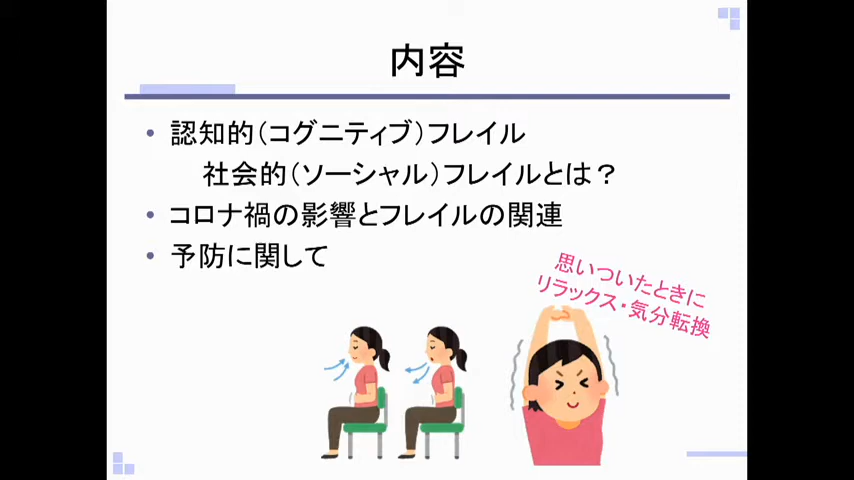 内容
• 認知的（コグニティブ）フレイル
社会的（ソーシャル）フレイルとは？
• コロナ禍の影響とフレイルの関連
• 予防に関して
思いついたときに
リラックス・気分転換